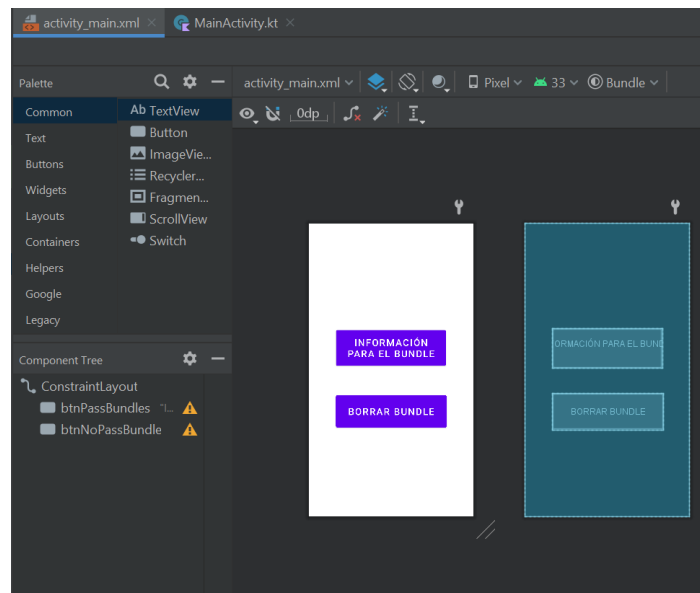 activity_main.xml MainActivity.kt
Palette activity_main.xml Pixel 33 Bundle
Common Ab TextView 0dp
Text Button
Buttons ImageVie...
Widgets Recycler...
Layouts Fragmen...
Containers ScrollView
Helpers Switch
Google
Legacy
Component Tree
ConstraintLayout
btnPassBundles
btnNoPassBundle
INFORMACIÓN
PARA EL BUNDLE
BORRAR BUNDLE
ORMACIÓN PARA EL BUND
BORRAR BUNDLE